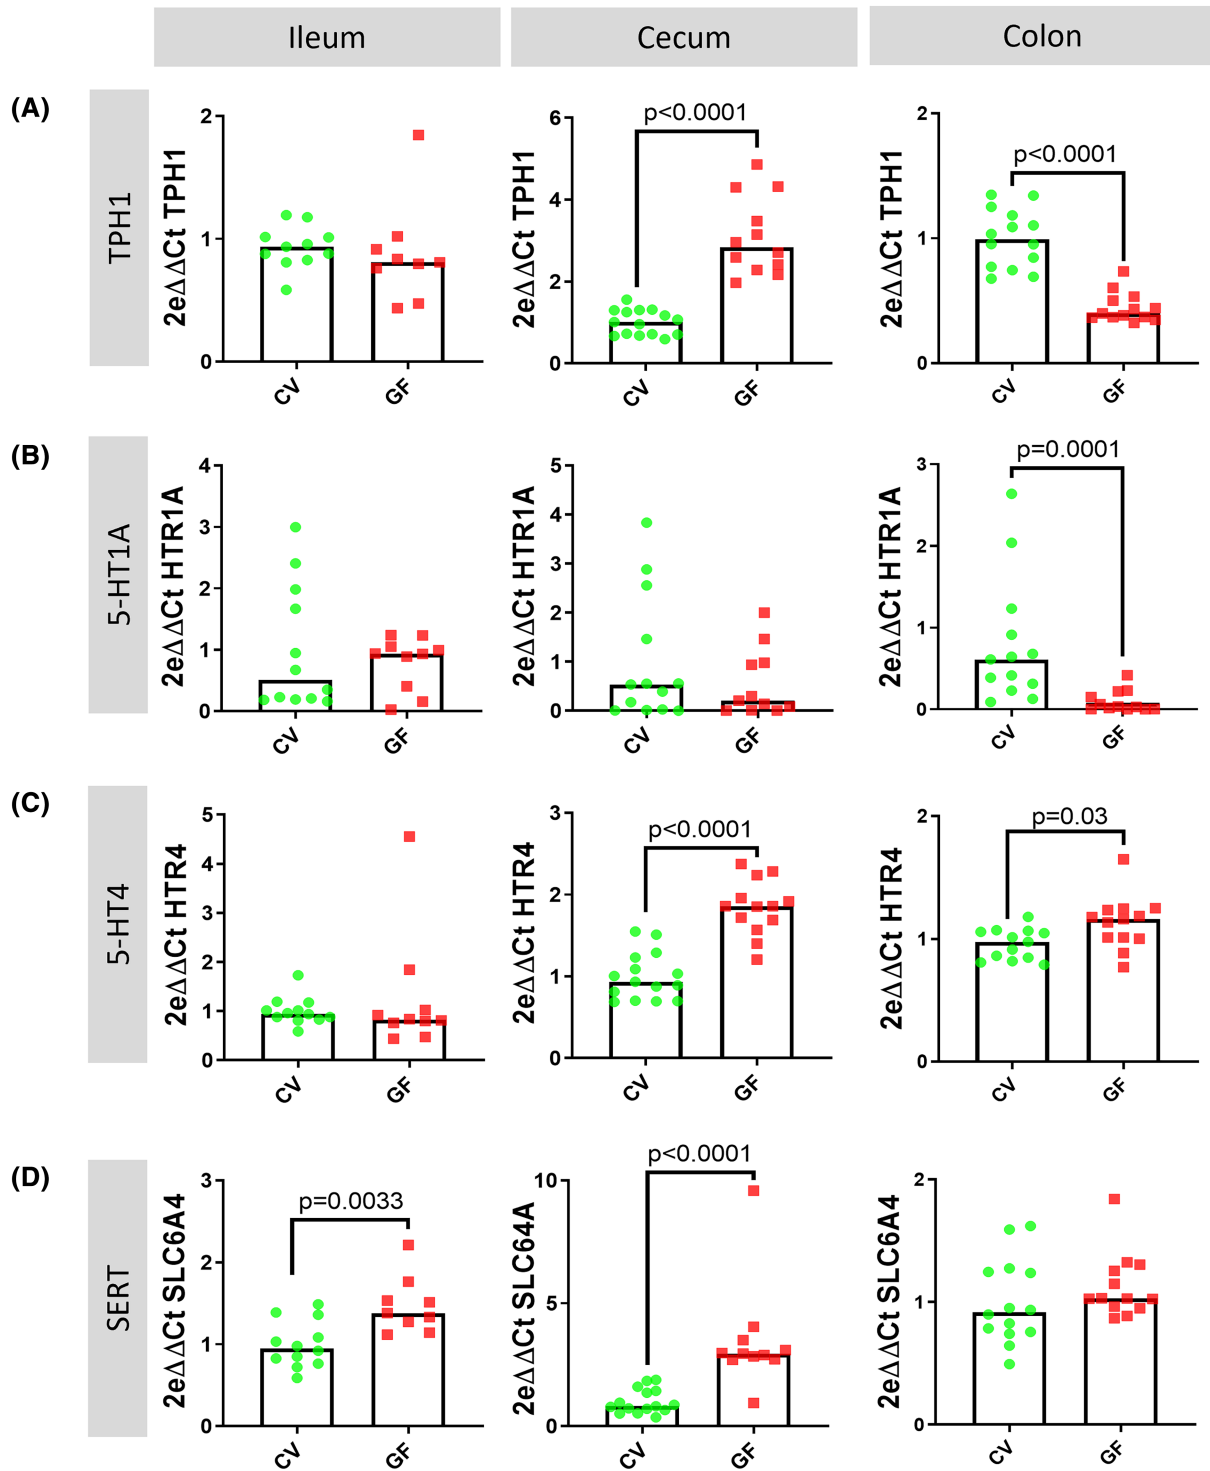 Ileum
Cecum
Colon
(A)
TPH1
2eΔΔCt TPH1
2
1
0
CV
GF
2eΔΔCt TPH1
p<0.0001
6
4
2
0
CV
GF
2eΔΔCt TPH1
p<0.0001
2
1
0
CV
GF
(B)
5-HT1A
2eΔΔCt HTR1A
4
3
2
1
0
CV
GF
2eΔΔCt HTR1A
5
4
3
2
1
0
CV
GF
2eΔΔCt HTR1A
p=0.0001
3
2
1
0
CV
GF
(C)
5-HT4
2eΔΔCt HTR4
5
4
3
2
1
0
CV
GF
2eΔΔCt HTR4
p<0.0001
3
2
1
0
CV
GF
2eΔΔCt HTR4
p=0.03
2
1
0
CV
GF
(D)
SERT
2eΔΔCt SLC6A4
p=0.0033
3
2
1
0
CV
GF
2eΔΔCt SLC64A
p<0.0001
10
5
0
CV
GF
2eΔΔCt SLC6A4
2
1
0
CV
GF